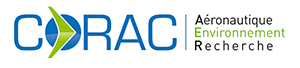 CORAC
Aéronautique
Environnement
Recherche